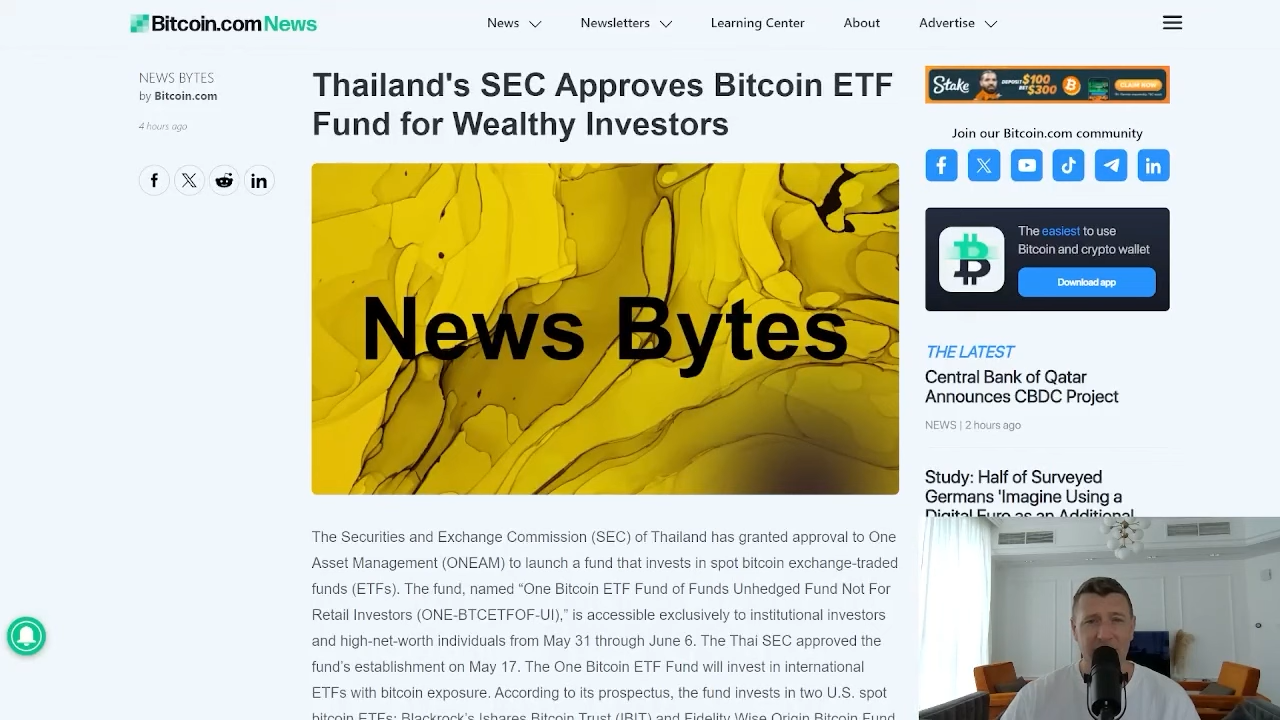 Bitcoin.com News
News
Newsletters
Learning Center
About
Advertise
NEWS BYTES
by Bitcoin.com
4 hours ago
Thailand's SEC Approves Bitcoin ETF
Fund for Wealthy Investors
News Bytes
The Securities and Exchange Commission (SEC) of Thailand has granted approval to One
Asset Management (ONEAM) to launch a fund that invests in spot bitcoin exchange-traded
funds (ETFs). The fund, named “One Bitcoin ETF Fund of Funds Unhedged Fund Not For
Retail Investors (ONE-BTCETFOF-UI),” is accessible exclusively to institutional investors
and high-net-worth individuals from May 31 through June 6. The Thai SEC approved the
fund’s establishment on May 17. The One Bitcoin ETF Fund will invest in international
ETFs with bitcoin exposure. According to its prospectus, the fund invests in two U.S. spot
bitcoin ETFs: Blackrock’s Ishares Bitcoin Trust (IBIT) and Fidelity Wise Origin Bitcoin Fund
Stake
DEPOSIT $100
BET $300
CLAIM NOW
Join our Bitcoin.com community
The easiest to use
Bitcoin and crypto wallet
Download app
THE LATEST
Central Bank of Qatar
Announces CBDC Project
NEWS | 2 hours ago
Study: Half of Surveyed
Germans 'Imagine Using a
Digital Euro as an Additional